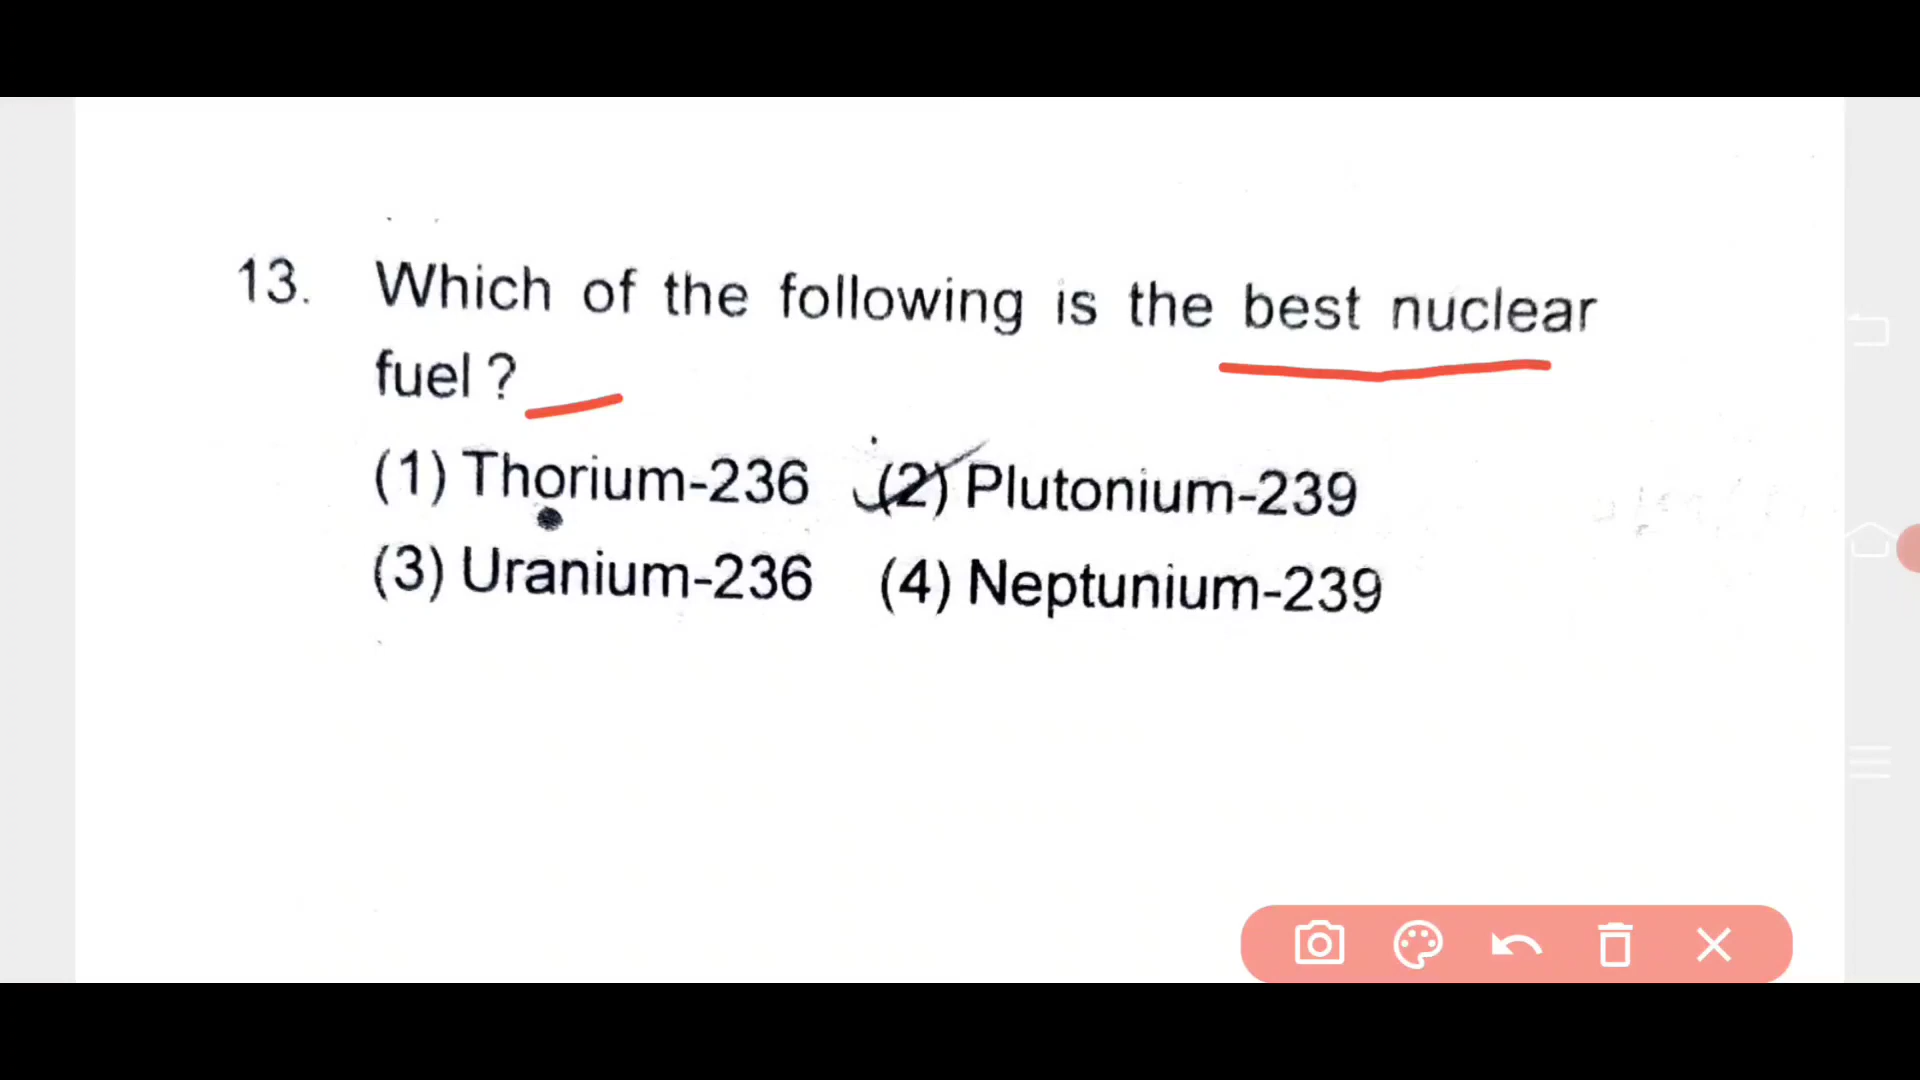 13. Which of the following is the best nuclear
fuel ?
(1) Thorium-236 (2) Plutonium-239
(3) Uranium-236 (4) Neptunium-239